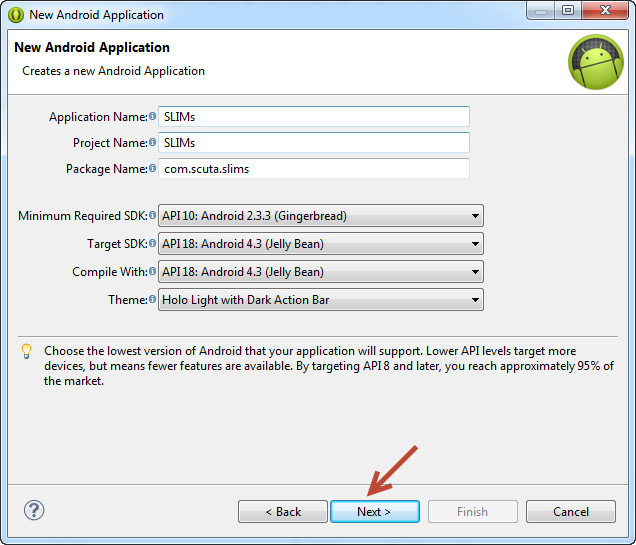 New Android Application
New Android Application
Creates a new Android Application
Application Name: SLIMs
Project Name: SLIMs
Package Name: com.scuta.slims
Minimum Required SDK: API 10: Android 2.3.3 (Gingerbread)
Target SDK: API 18: Android 4.3 (Jelly Bean)
Compile With: API 18: Android 4.3 (Jelly Bean)
Theme: Holo Light with Dark Action Bar
Choose the lowest version of Android that your application will support. Lower API levels target more
devices, but means fewer features are available. By targeting API 8 and later, you reach approximately 95% of
the market.
? < Back Next > Finish Cancel